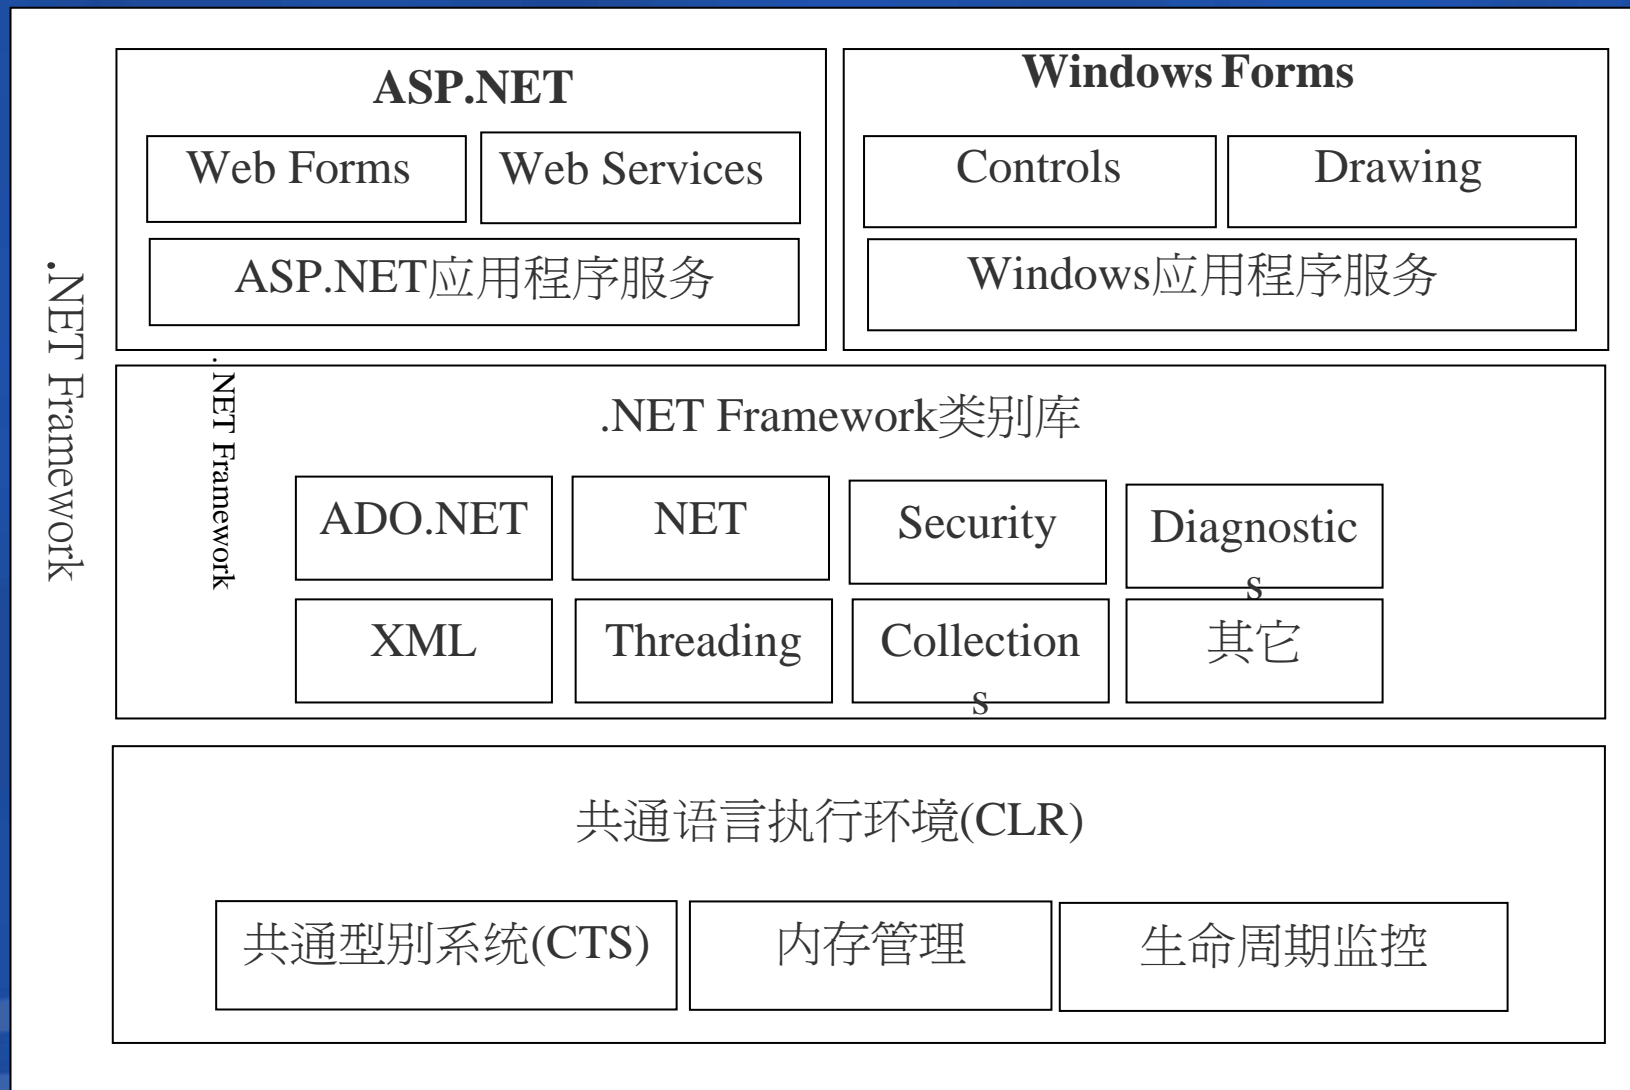 .NET Framework
ASP.NET
Web Forms
Web Services
ASP.NET应用程序服务
Windows Forms
Controls
Drawing
Windows应用程序服务
.NET Framework
.NET Framework类别库
ADO.NET
NET
Security
Diagnostic
s
XML
Threading
Collection
s
其它
共通语言执行环境(CLR)
共通型别系统(CTS)
内存管理
生命周期监控